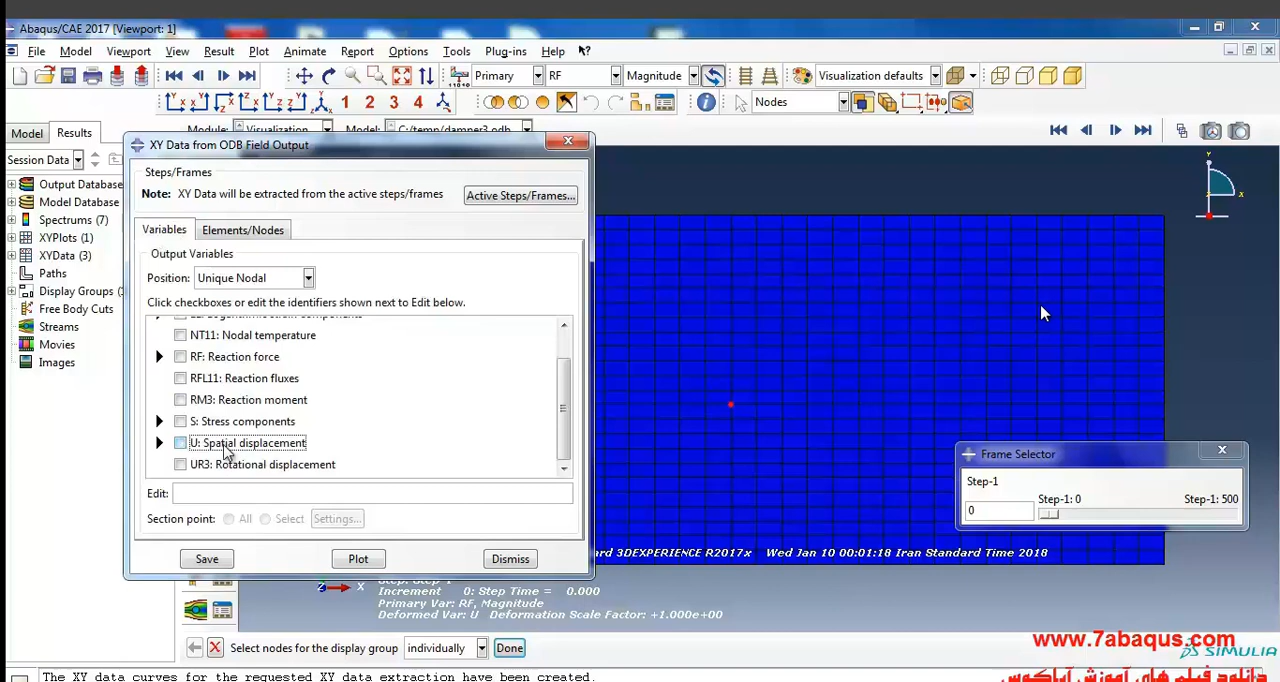 Abaqus/CAE 2017 [Viewport: 1]
File Model Viewport View Result Plot Animate Report Options Tools Plug-ins Help
Primary RF Magnitude Visualization defaults
1 2 3 4 Nodes
Model Results
Module: Visualization Model: C:/temp/damper3.odb
Session Data
Output Database
Model Database
Spectrums (7)
XYPlots (1)
XYData (3)
Paths
Display Groups (
Free Body Cuts
Streams
Movies
Images
XY Data from ODB Field Output
Steps/Frames
Note: XY Data will be extracted from the active steps/frames
Active Steps/Frames...
Variables Elements/Nodes
Output Variables
Position: Unique Nodal
Click checkboxes or edit the identifiers shown next to Edit below.
NT11: Nodal temperature
RF: Reaction force
RFL11: Reaction fluxes
RM3: Reaction moment
S: Stress components
U: Spatial displacement
UR3: Rotational displacement
Edit:
Section point: All Select Settings...
Save Plot Dismiss
Y
X
Frame Selector
Step-1
Step-1: 0 Step-1: 500
0
3DEXPERIENCE R2017x Wed Jan 10 00:01:18 Iran Standard Time 2018
X
Increment 0: Step Time = 0.000
Primary Var: RF, Magnitude
Deformed Var: U Deformation Scale Factor: +1.000e+00
Select nodes for the display group individually Done
www.7abaqus.com
SIMULIA
The XY data curves for the requested XY data extraction have been created.